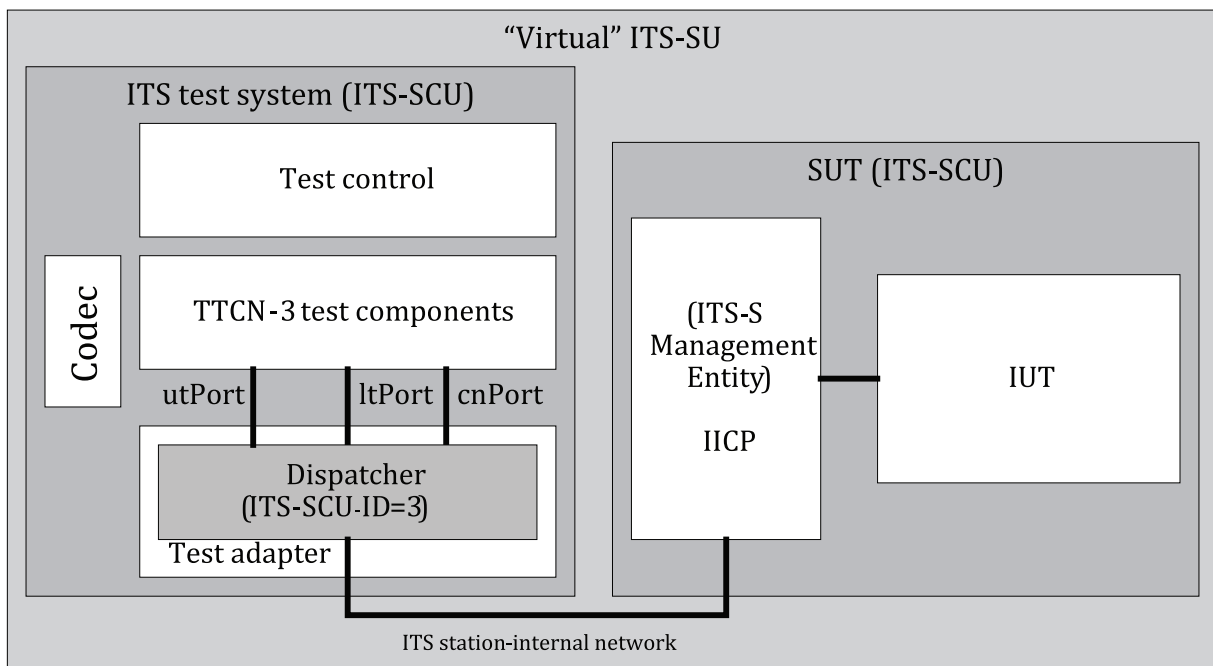 “Virtual” ITS-SU
ITS test system (ITS-SCU)
Test control
Codec
TTCN-3 test components
utPort
ltPort
cnPort
Dispatcher
(ITS-SCU-ID=3)
Test adapter
SUT (ITS-SCU)
(ITS-S
Management
Entity)
IICP
IUT
ITS station-internal network